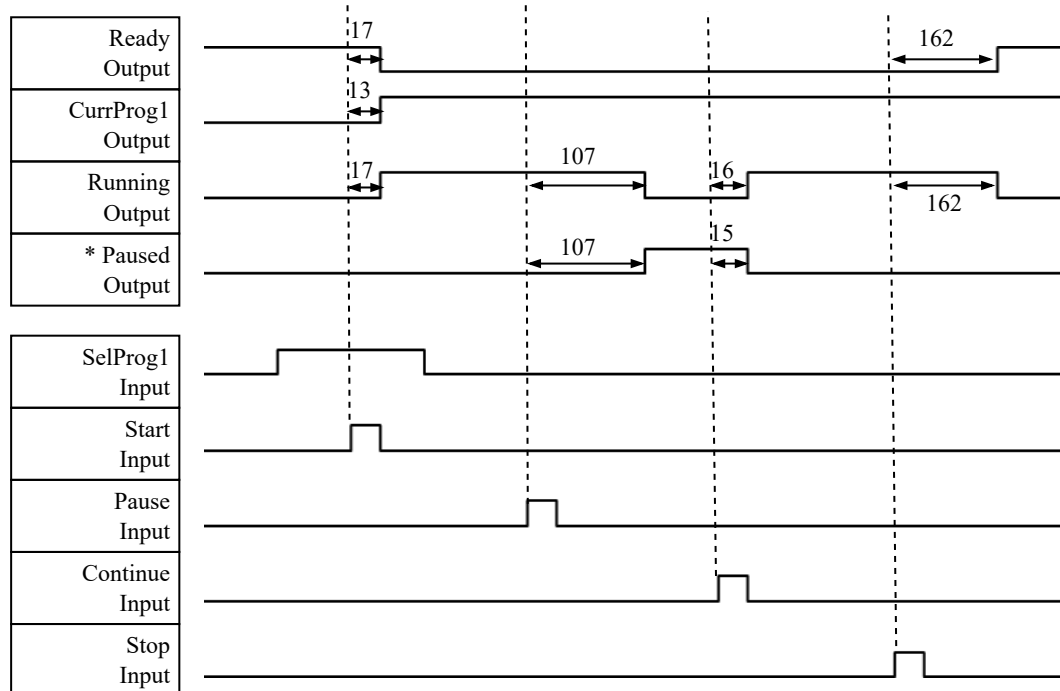 Ready
Output
17
162
CurrProg1
Output
13
Running
Output
17
107
16
162
* Paused
Output
107
15
SelProg1
Input
Start
Input
Pause
Input
Continue
Input
Stop
Input